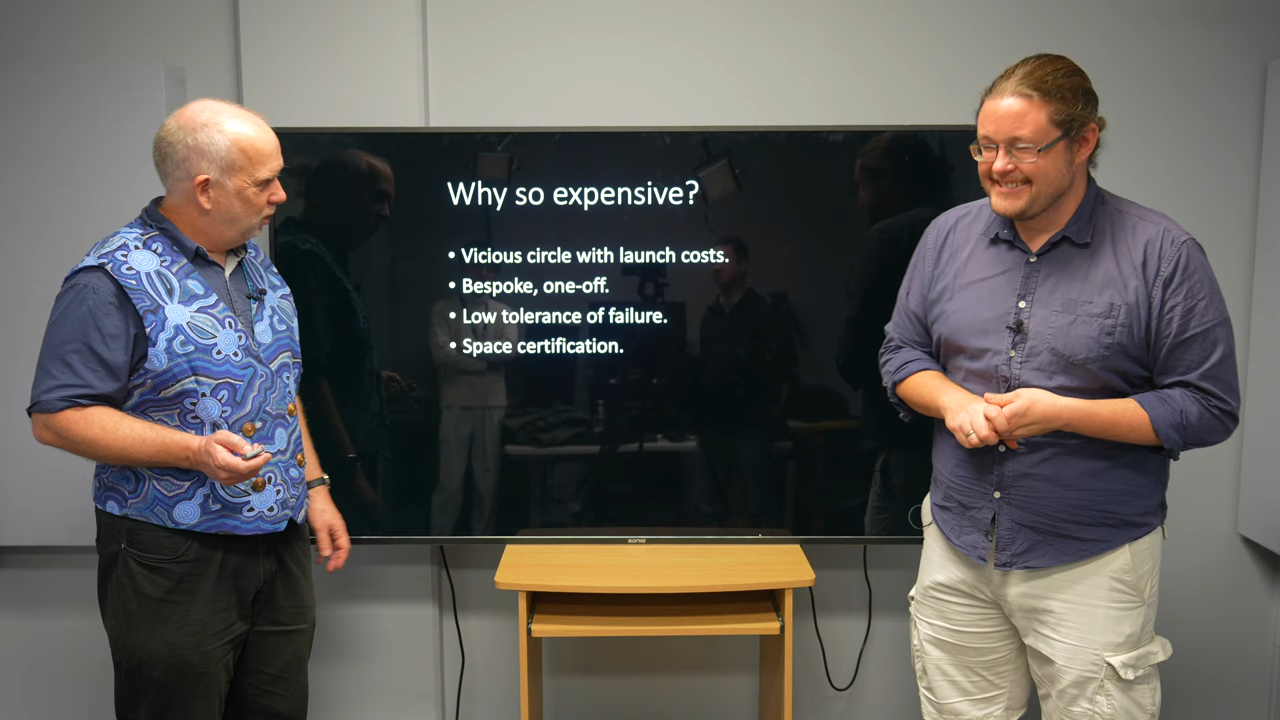 Why so expensive?
• Vicious circle with launch costs.
• Bespoke, one-off.
• Low tolerance of failure.
• Space certification.